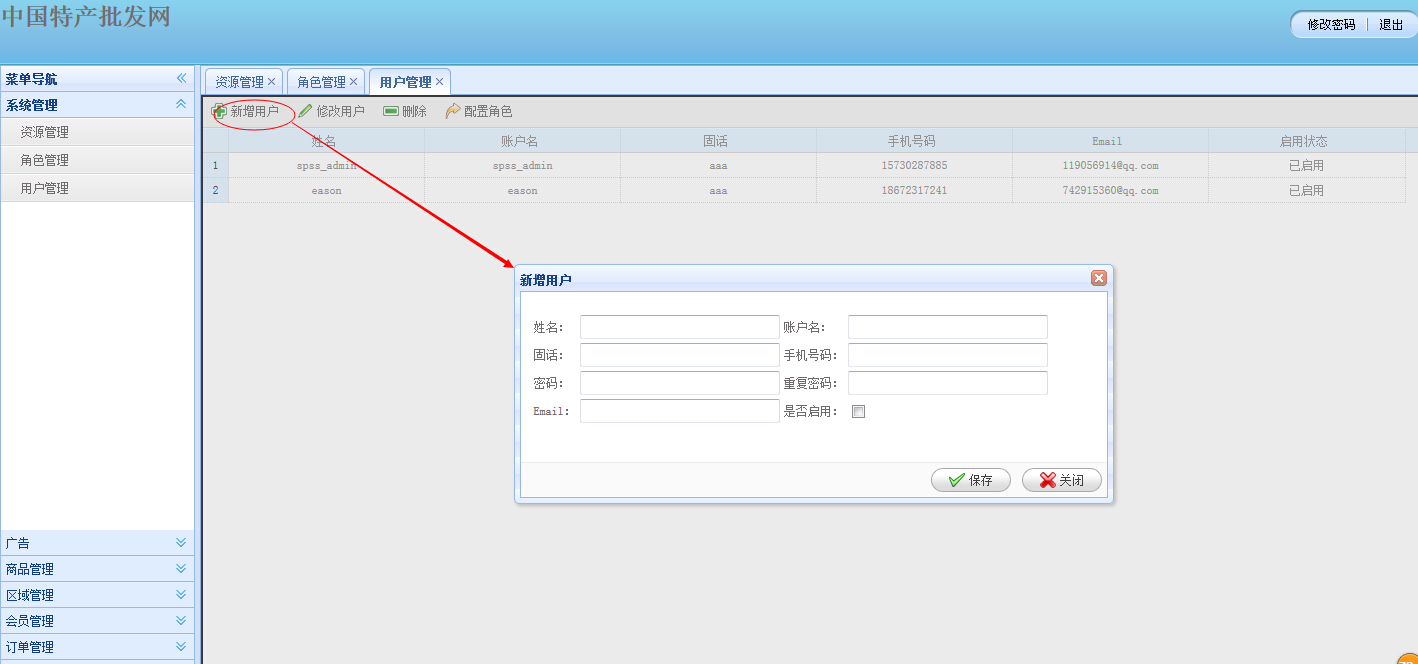 中国特产批发网
修改密码 退出
菜单导航
资源管理 角色管理 用户管理
系统管理
新增用户 修改用户 删除 配置角色
资源管理
角色管理
用户管理
姓名 账户名 固话 手机号码 Email 启用状态
1 spss_admin spss_admin aaa 15730287885 119056914@qq.com 已启用
2 eason eason aaa 18672317241 742915360@qq.com 已启用
新增用户
姓名： 账户名：
固话： 手机号码：
密码： 重复密码：
Email： 是否启用：
保存 关闭
广告
商品管理
区域管理
会员管理
订单管理